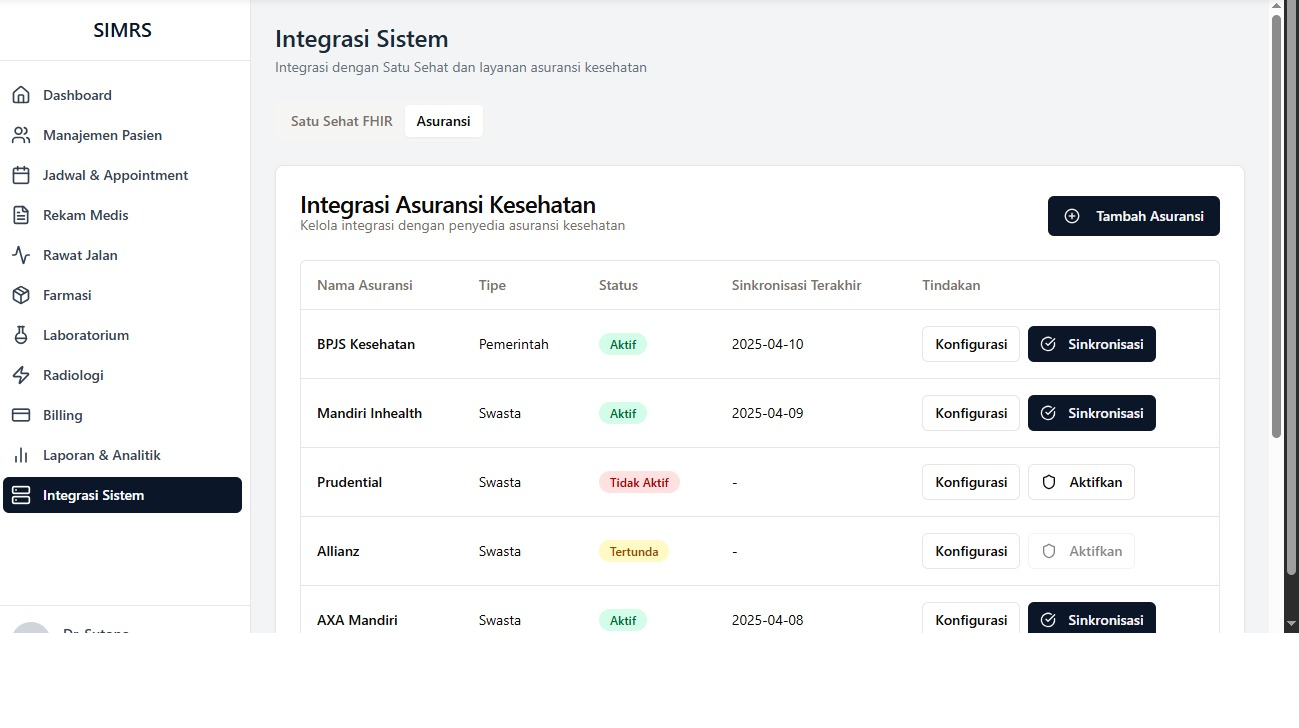 SIMRS
Dashboard
Manajemen Pasien
Jadwal & Appointment
Rekam Medis
Rawat Jalan
Farmasi
Laboratorium
Radiologi
Billing
Laporan & Analitik
Integrasi Sistem
Integrasi Sistem
Integrasi dengan Satu Sehat dan layanan asuransi kesehatan
Satu Sehat FHIR Asuransi
Integrasi Asuransi Kesehatan
Kelola integrasi dengan penyedia asuransi kesehatan
Tambah Asuransi
Nama Asuransi Tipe Status Sinkronisasi Terakhir Tindakan
BPJS Kesehatan Pemerintah Aktif 2025-04-10 Konfigurasi Sinkronisasi
Mandiri Inhealth Swasta Aktif 2025-04-09 Konfigurasi Sinkronisasi
Prudential Swasta Tidak Aktif - Konfigurasi Aktifkan
Allianz Swasta Tertunda - Konfigurasi Aktifkan
AXA Mandiri Swasta Aktif 2025-04-08 Konfigurasi Sinkronisasi